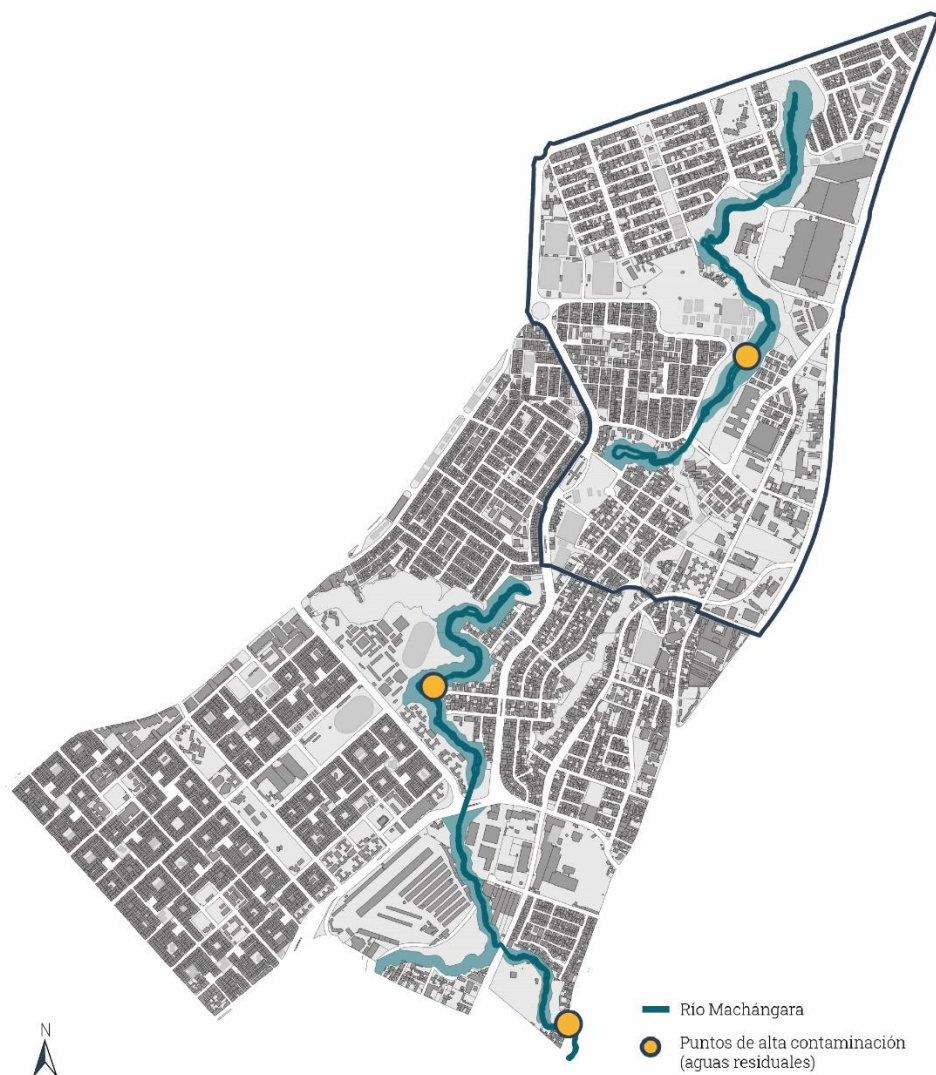 Río Machángara
Puntos de alta contaminación
(aguas residuales)
N